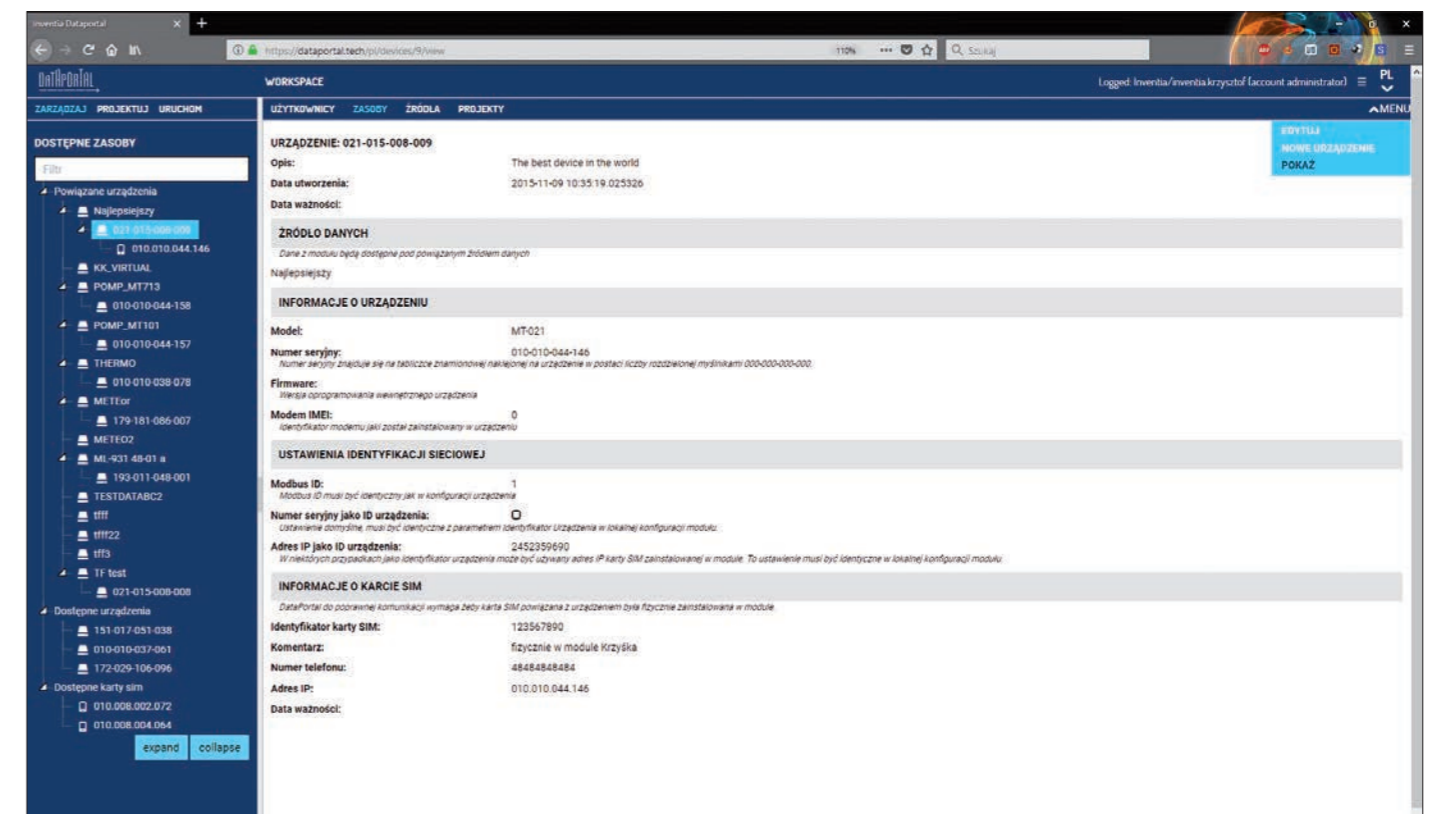 Inventia Dataportal
https://dataportal.tech/pl/devices/9/view
110%
Szukaj
DATAPORTAL
WORKSPACE
Logged: Inventia/inventia.krzysztof (account administrator)
PL
ZARZĄDZAJ PROJEKTUJ URUCHOM
UŻYTKOWNICY ZASOBY ŹRÓDŁA PROJEKTY
MENU
EDYTUJ
NOWE URZĄDZENIE
POKAŻ
DOSTĘPNE ZASOBY
Filtr
Powiązane urządzenia
Najlepsiejszy
021-015-008-009
010.010.044.146
KK_VIRTUAL
POMP_MT713
010-010-044-158
POMP_MT101
010-010-044-157
THERMO
010-010-038-078
METEor
179-181-086-007
METEO2
ML-931 48-01 a
193-011-048-001
TESTDATABC2
tfff
tfff22
tff3
TF test
021-015-008-008
Dostępne urządzenia
151-017-051-038
010-010-037-061
172-029-106-096
Dostępne karty sim
010.008.002.072
010.008.004.064
expand collapse
URZĄDZENIE: 021-015-008-009
Opis: The best device in the world
Data utworzenia: 2015-11-09 10:35:19.025326
Data ważności:
ŹRÓDŁO DANYCH
Dane z modułu będą dostępne pod powiązanym źródłem danych
Najlepsiejszy
INFORMACJE O URZĄDZENIU
Model: MT-021
Numer seryjny: 010-010-044-146
Numer seryjny znajduje się na tabliczce znamionowej naklejonej na urządzenie w postaci liczby rozdzielonej myślnikami 000-000-000-000.
Firmware:
Wersja oprogramowania wewnętrznego urządzenia
Modem IMEI: 0
Identyfikator modemu jaki został zainstalowany w urządzeniu
USTAWIENIA IDENTYFIKACJI SIECIOWEJ
Modbus ID: 1
Modbus ID musi być identyczny jak w konfiguracji urządzenia
Numer seryjny jako ID urządzenia:
Ustawienie domyślne, musi być identyczne z parametrem Identyfikator Urządzenia w lokalnej konfiguracji modułu.
Adres IP jako ID urządzenia: 2452359690
W niektórych przypadkach jako identyfikator urządzenia może być używany adres IP karty SIM zainstalowanej w module. To ustawienie musi być identyczne w lokalnej konfiguracji modułu
INFORMACJE O KARCIE SIM
DataPortal do poprawnej komunikacji wymaga żeby karta SIM powiązana z urządzeniem była fizycznie zainstalowana w module.
Identyfikator karty SIM: 123567890
Komentarz: fizycznie w module Krzyśka
Numer telefonu: 48484848484
Adres IP: 010.010.044.146
Data ważności: